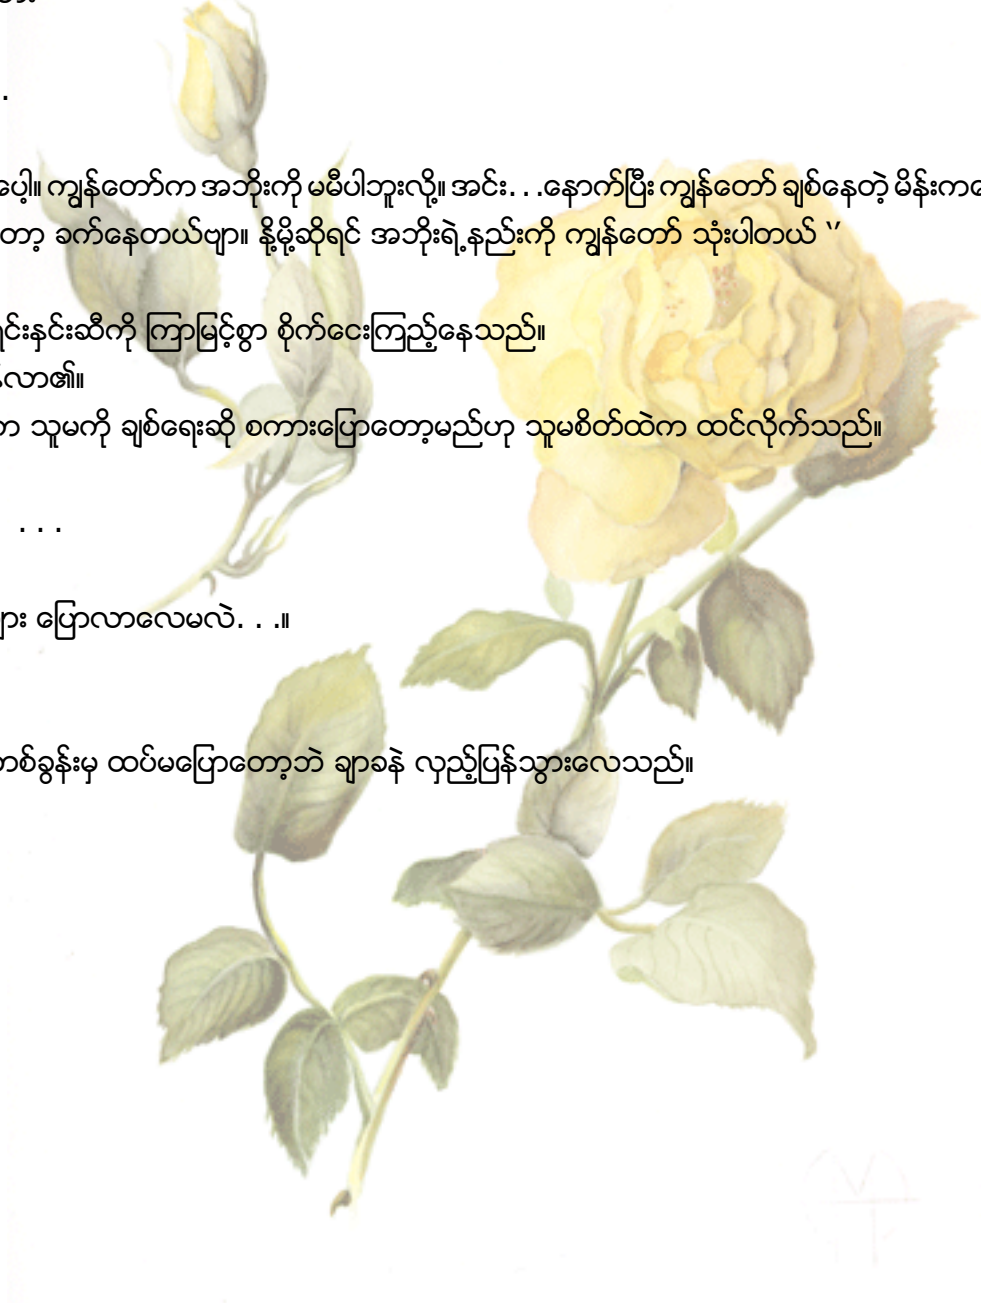 .
ပေါ့။ ကျွန်တော်က အဘိုးကို မမီပါဘူးလို့။ အင်း. . .နောက်ပြီး ကျွန်တော် ချစ်နေတဲ့ မိန်းက
တော့ ခက်နေတယ်ဗျာ။ နို့မို့ဆိုရင် အဘိုးရဲ့နည်းကို ကျွန်တော် သုံးပါတယ် ‘’
နှင်းဆီကို ကြာမြင့်စွာ စိုက်ငေးကြည့်နေသည်။
လာ၏။
က သူမကို ချစ်ရေးဆို စကားပြောတော့မည်ဟု သူမစိတ်ထဲက ထင်လိုက်သည်။
. . .
များ ပြောလာလေမလဲ. . .။
တစ်ခွန်းမှ ထပ်မပြောတော့ဘဲ ချာခနဲ လှည့်ပြန်သွားလေသည်။